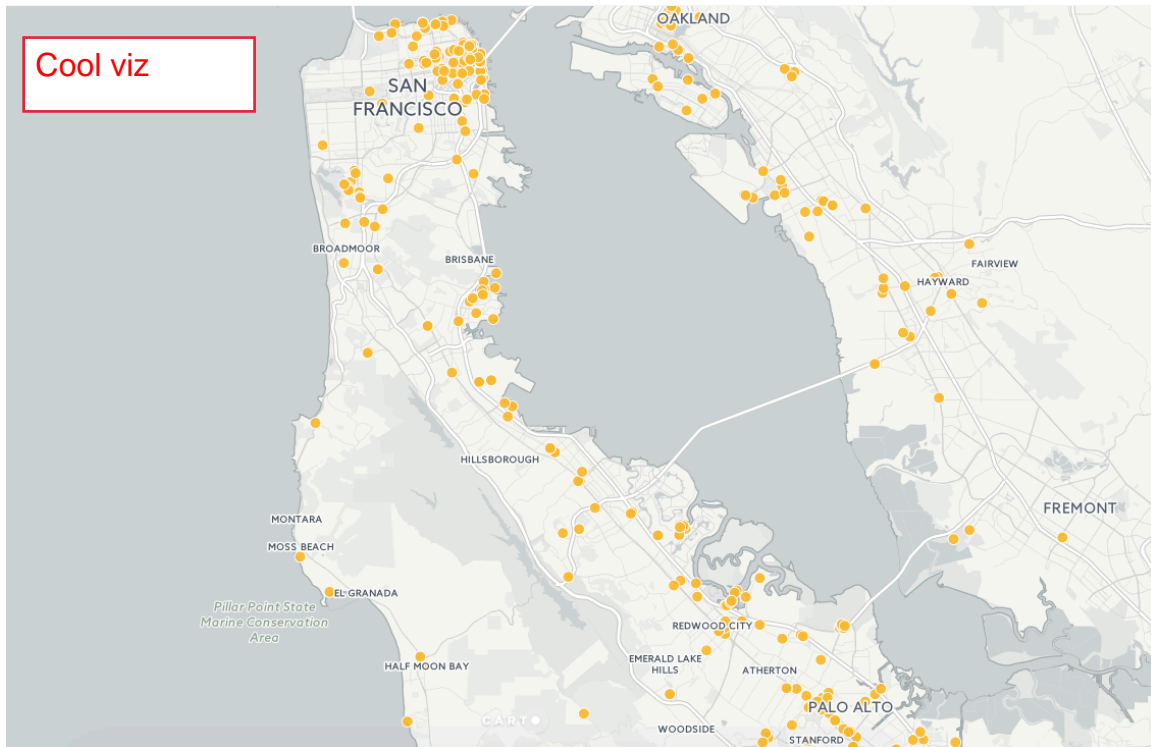 Cool viz
OAKLAND
SAN
FRANCISCO
BROADMOOR
BRISBANE
FAIRVIEW
HAYWARD
HILLSBOROUGH
FREMONT
MONTARA
MOSS BEACH
EL GRANADA
Pillar Point State
Marine Conservation
Area
REDWOOD CITY
HALF MOON BAY
EMERALD LAKE
HILLS
ATHERTON
PALO ALTO
CARTO
WOODSIDE
STANFORD